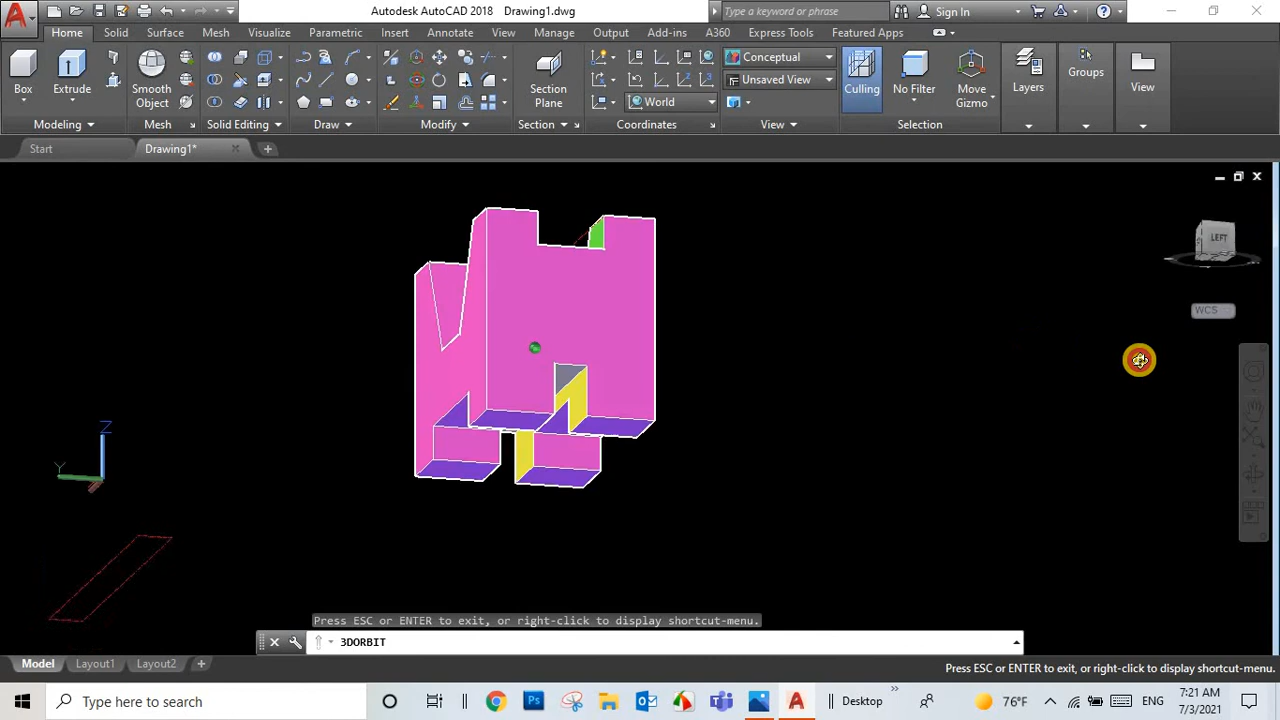 Autodesk AutoCAD 2018 Drawing1.dwg
Type a keyword or phrase
Sign In
Home Solid Surface Mesh Visualize Parametric Insert Annotate View Manage Output Add-ins A360 Express Tools Featured Apps
Box
Extrude
Smooth
Object
Section
Plane
Conceptual
Unsaved View
World
Culling
No Filter
Move
Gizmo
Layers
Groups
View
Modeling Mesh Solid Editing Draw Modify Section Coordinates View Selection
Start Drawing1*
LEFT
WCS
Z
Y
Press ESC or ENTER to exit, or right-click to display shortcut-menu.
3DORBIT
Model Layout1 Layout2
Press ESC or ENTER to exit, or right-click to display shortcut-menu.
Type here to search
Desktop
76°F
ENG
7:21 AM
7/3/2021